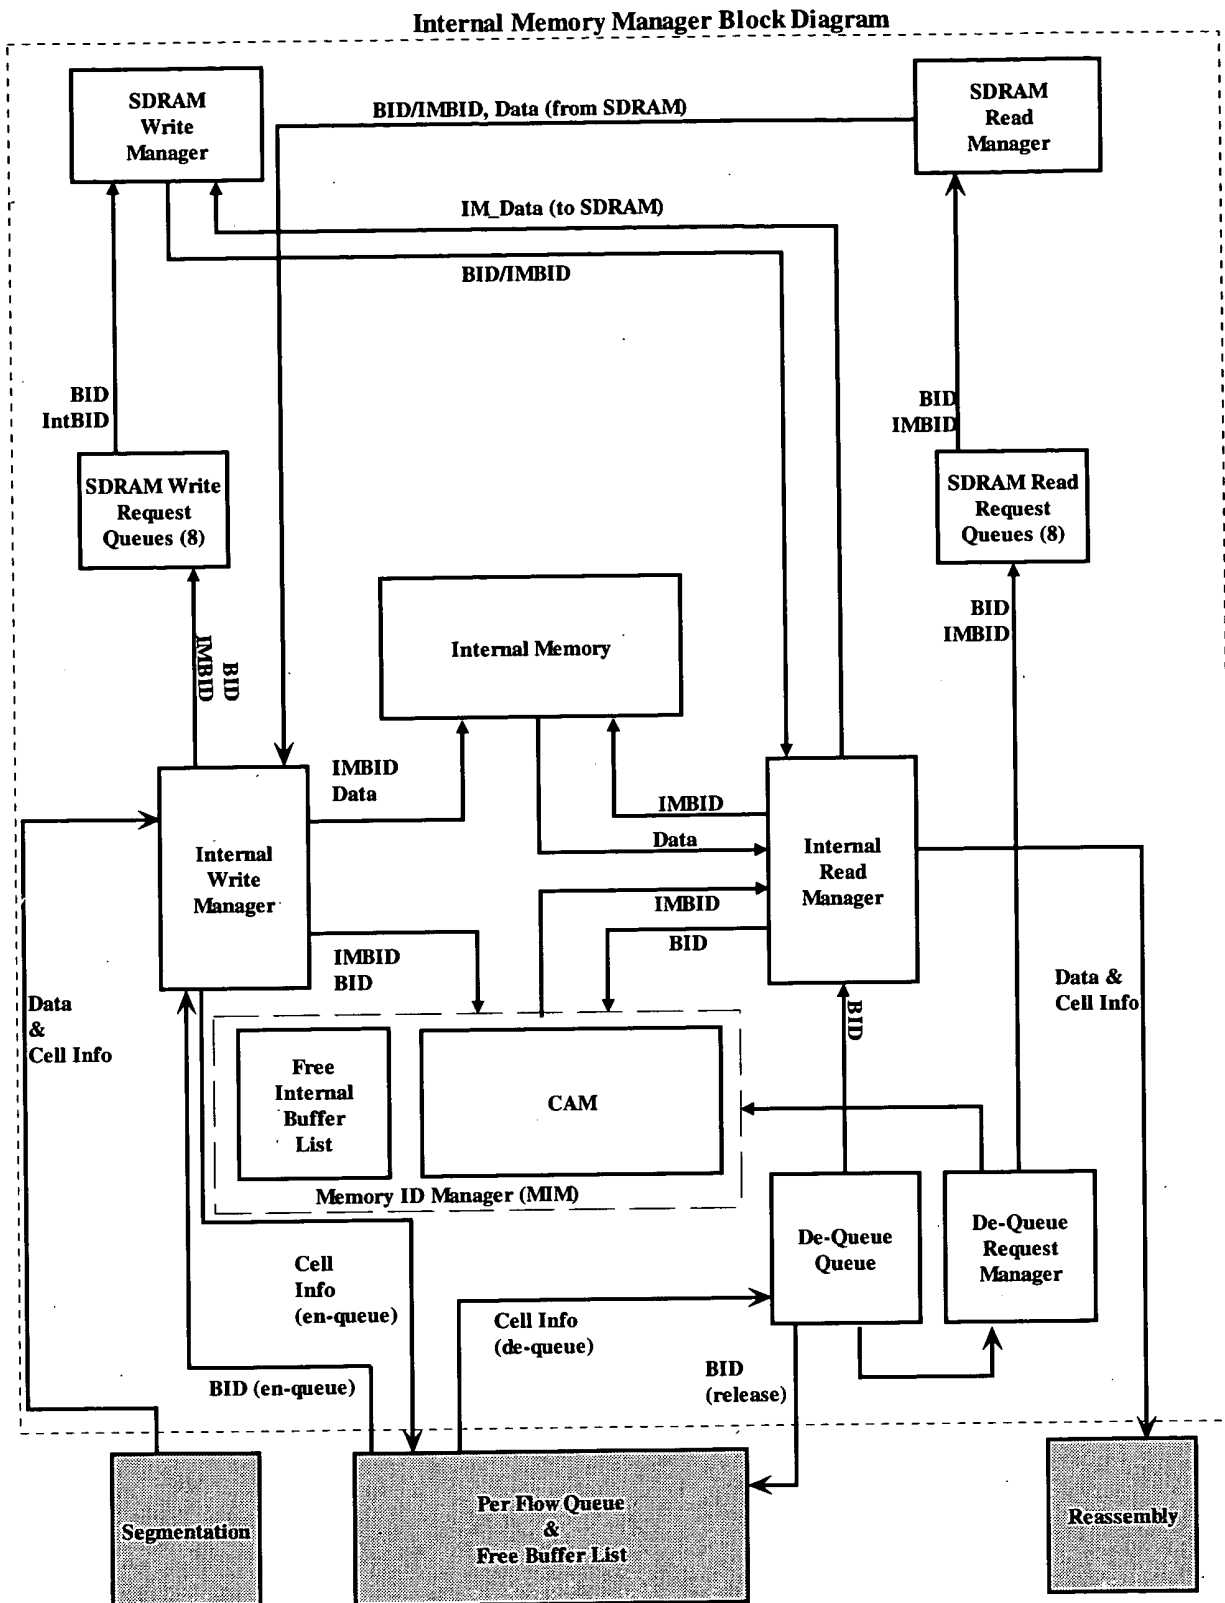 Internal Memory Manager Block Diagram
SDRAM
Write
Manager
BID/IMBID, Data (from SDRAM)
SDRAM
Read
Manager
IM_Data (to SDRAM)
BID/IMBID
BID
IntBID
BID
IMBID
SDRAM Write
Request
Queues (8)
SDRAM Read
Request
Queues (8)
BID
IMBID
BID
IMBID
Internal Memory
IMBID
Data
IMBID
Data
Internal
Write
Manager
Internal
Read
Manager
IMBID
BID
IMBID
BID
Data
&
Cell Info
Data &
Cell Info
BID
Free
Internal
Buffer
List
CAM
Memory ID Manager (MIM)
De-Queue
Queue
De-Queue
Request
Manager
Cell
Info
(en-queue)
Cell Info
(de-queue)
BID (en-queue)
BID
(release)
Segmentation
Per Flow Queue
&
Free Buffer List
Reassembly